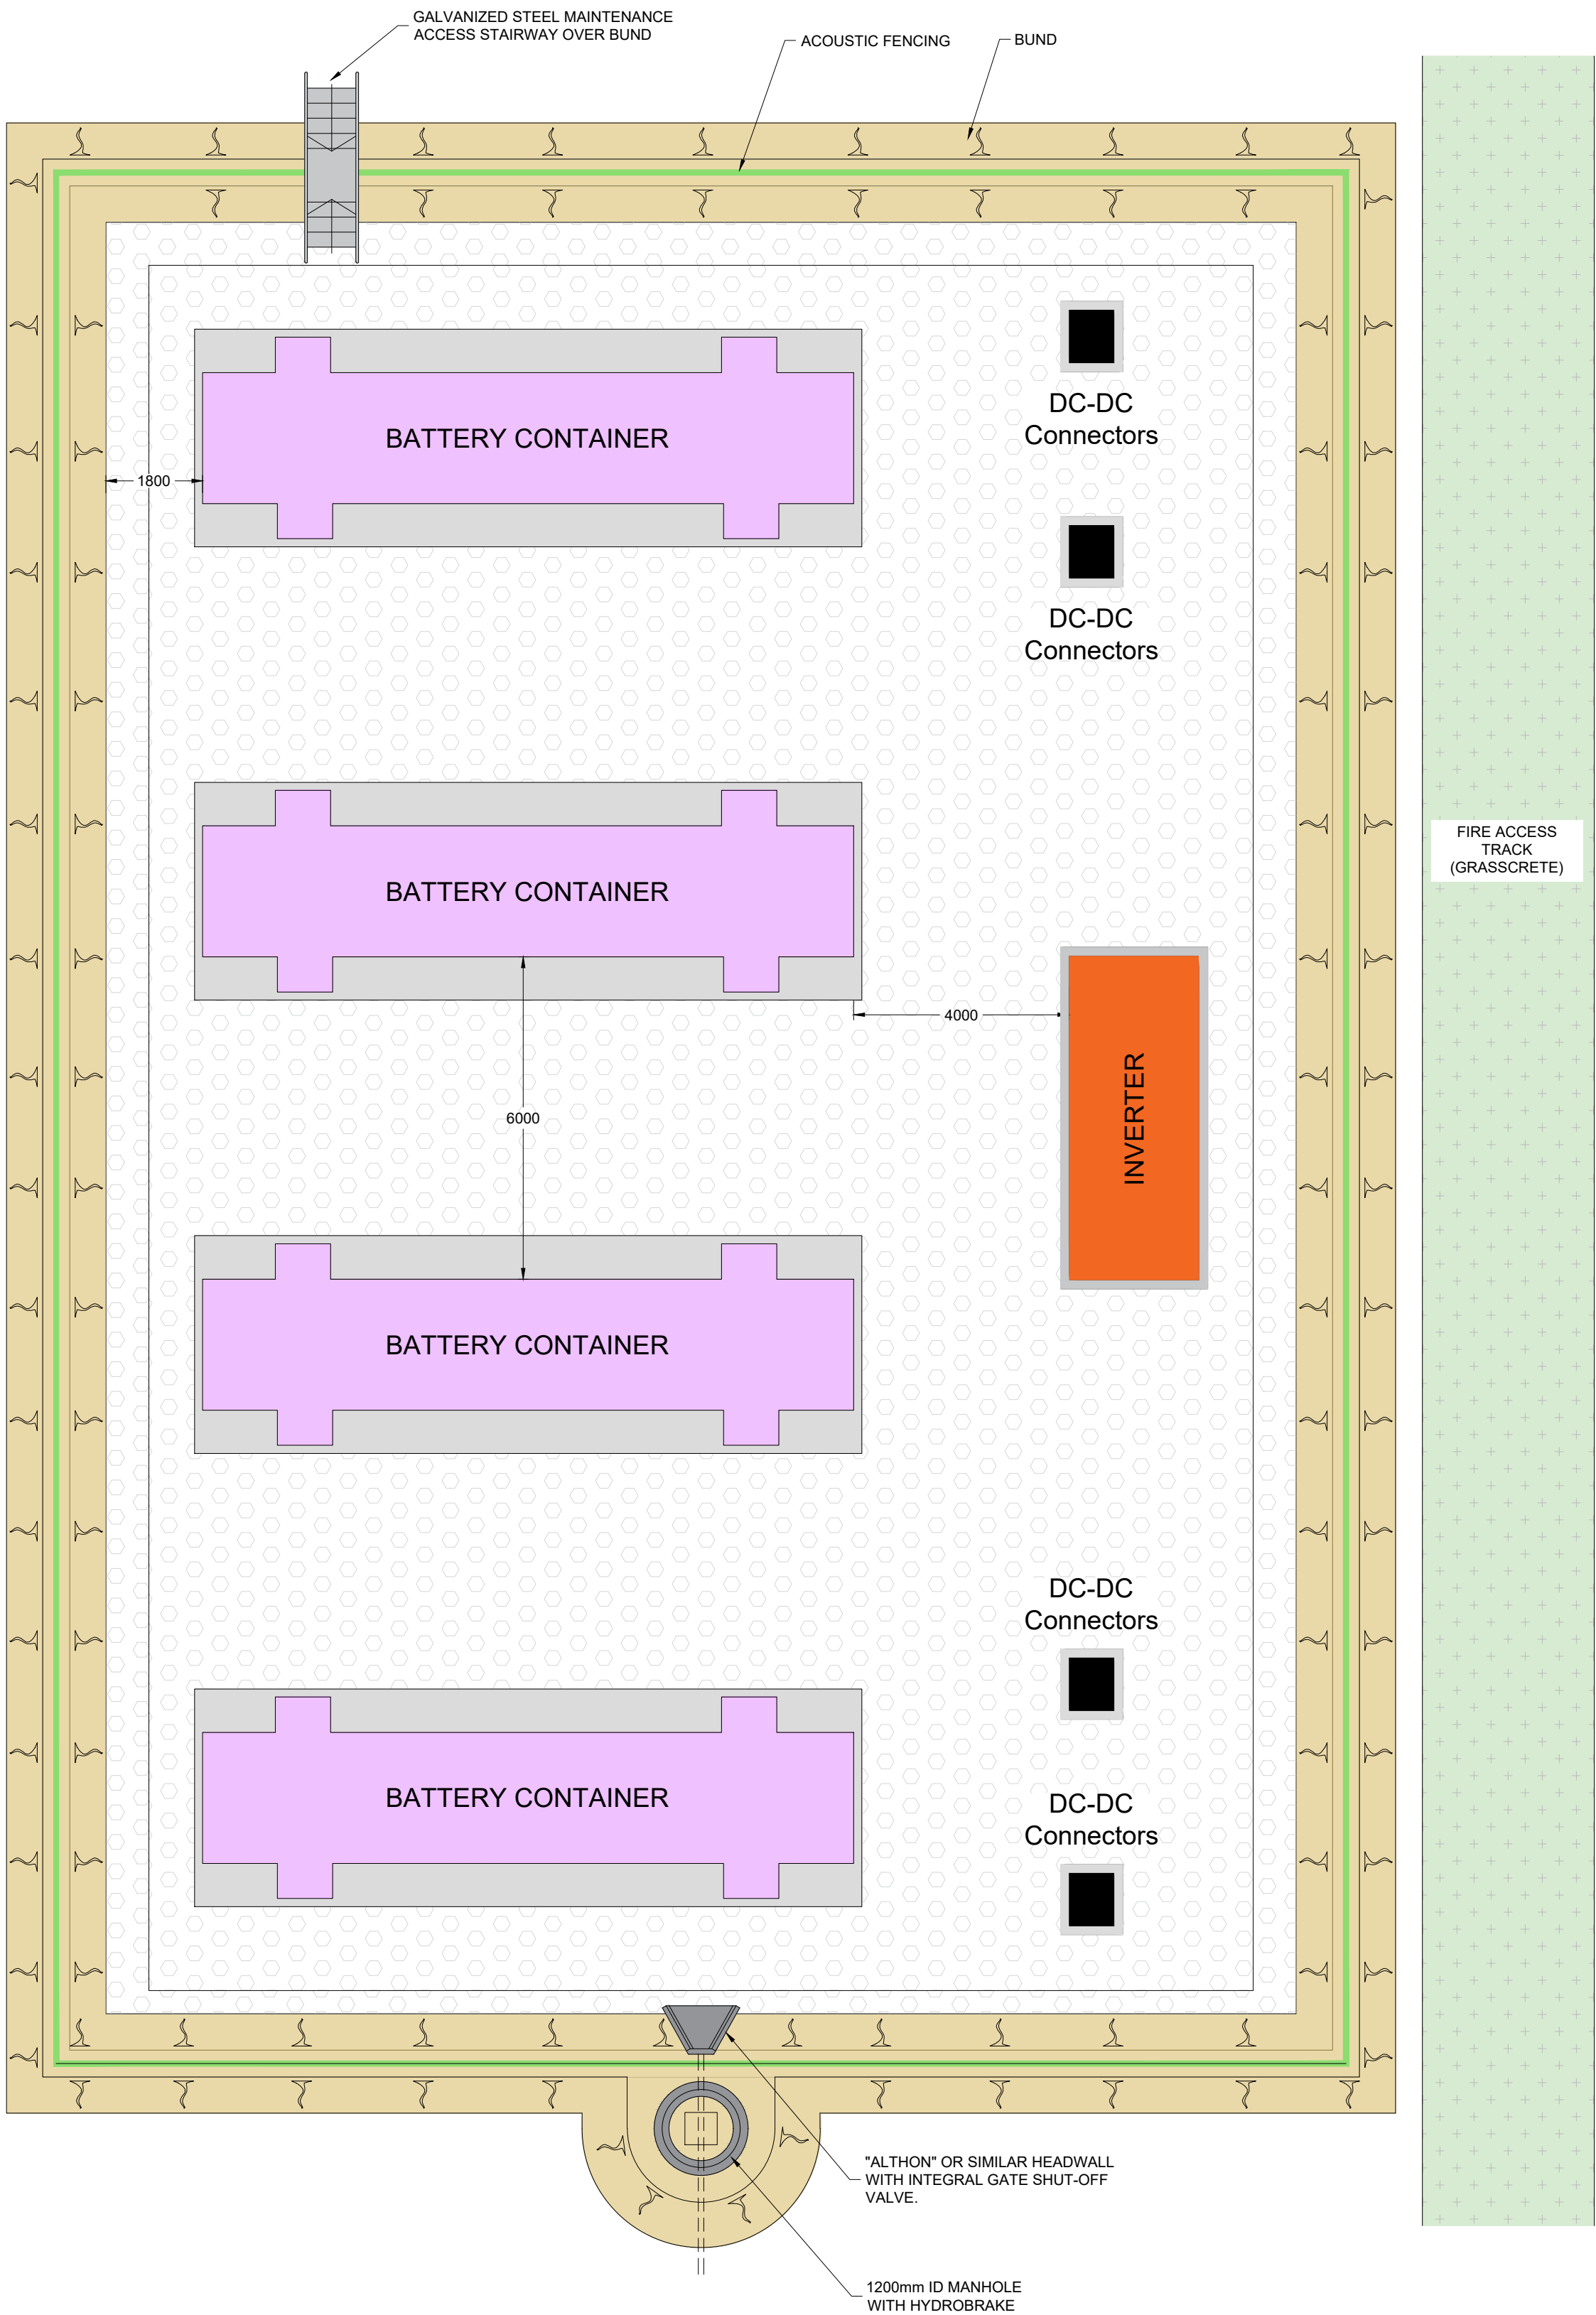 GALVANIZED STEEL MAINTENANCE
ACCESS STAIRWAY OVER BUND
ACOUSTIC FENCING
BUND
DC-DC
Connectors
BATTERY CONTAINER
1800
DC-DC
Connectors
FIRE ACCESS
TRACK
(GRASSCRETE)
BATTERY CONTAINER
4000
6000
INVERTER
BATTERY CONTAINER
DC-DC
Connectors
BATTERY CONTAINER
DC-DC
Connectors
"ALTHON" OR SIMILAR HEADWALL
WITH INTEGRAL GATE SHUT-OFF
VALVE.
1200mm ID MANHOLE
WITH HYDROBRAKE